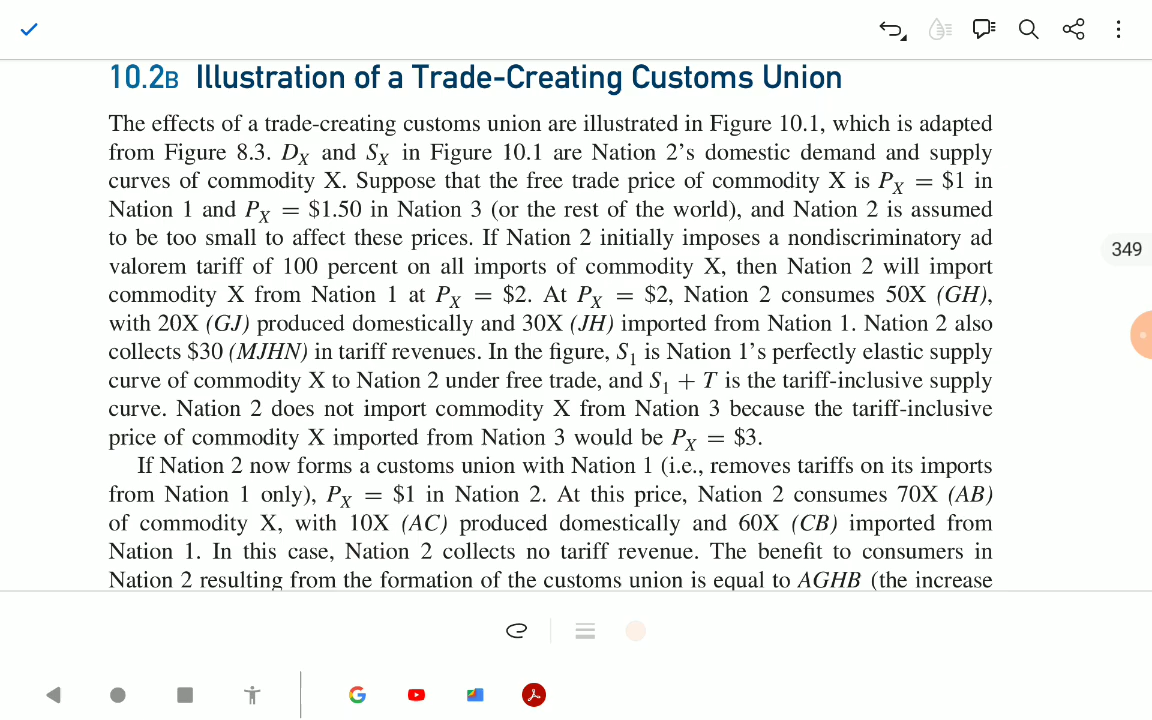 10.2B Illustration of a Trade-Creating Customs Union
The effects of a trade-creating customs union are illustrated in Figure 10.1, which is adapted
from Figure 8.3. DX and SX in Figure 10.1 are Nation 2's domestic demand and supply
curves of commodity X. Suppose that the free trade price of commodity X is PX = $1 in
Nation 1 and PX = $1.50 in Nation 3 (or the rest of the world), and Nation 2 is assumed
to be too small to affect these prices. If Nation 2 initially imposes a nondiscriminatory ad
valorem tariff of 100 percent on all imports of commodity X, then Nation 2 will import
commodity X from Nation 1 at PX = $2. At PX = $2, Nation 2 consumes 50X (GH),
with 20X (GJ) produced domestically and 30X (JH) imported from Nation 1. Nation 2 also
collects $30 (MJHN) in tariff revenues. In the figure, S1 is Nation 1's perfectly elastic supply
curve of commodity X to Nation 2 under free trade, and S1 + T is the tariff-inclusive supply
curve. Nation 2 does not import commodity X from Nation 3 because the tariff-inclusive
price of commodity X imported from Nation 3 would be PX = $3.
If Nation 2 now forms a customs union with Nation 1 (i.e., removes tariffs on its imports
from Nation 1 only), PX = $1 in Nation 2. At this price, Nation 2 consumes 70X (AB)
of commodity X, with 10X (AC) produced domestically and 60X (CB) imported from
Nation 1. In this case, Nation 2 collects no tariff revenue. The benefit to consumers in
Nation 2 resulting from the formation of the customs union is equal to AGHB (the increase
349